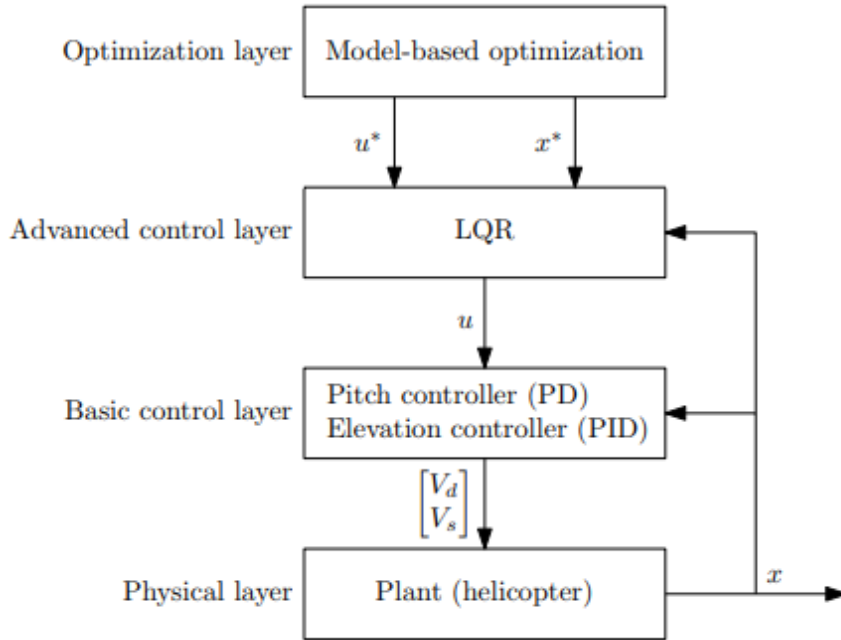 Optimization layer
Model-based optimization
u*
x*
Advanced control layer
LQR
u
Basic control layer
Pitch controller (PD)
Elevation controller (PID)
[V_d
V_s]
Physical layer
Plant (helicopter)
x